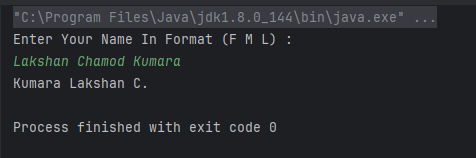 "C:\Program Files\Java\jdk1.8.0_144\bin\java.exe" ...
Enter Your Name In Format (F M L) :
Lakshan Chamod Kumara
Kumara Lakshan C.
Process finished with exit code 0